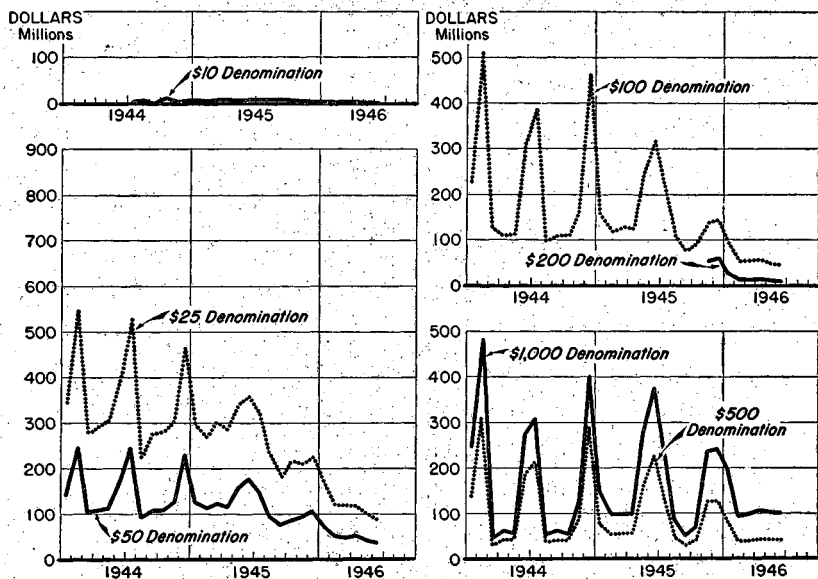 DOLLARS
Millions
100
0
$10 Denomination
1944 1945 1946
900
800
700
600
500
400
300
200
100
0
$25 Denomination
$50 Denomination
1944 1945 1946
DOLLARS
Millions
500
400
300
200
100
0
$100 Denomination
$200 Denomination
1944 1945 1946
500
400
300
200
100
0
$1,000 Denomination
$500
Denomination
1944 1945 1946